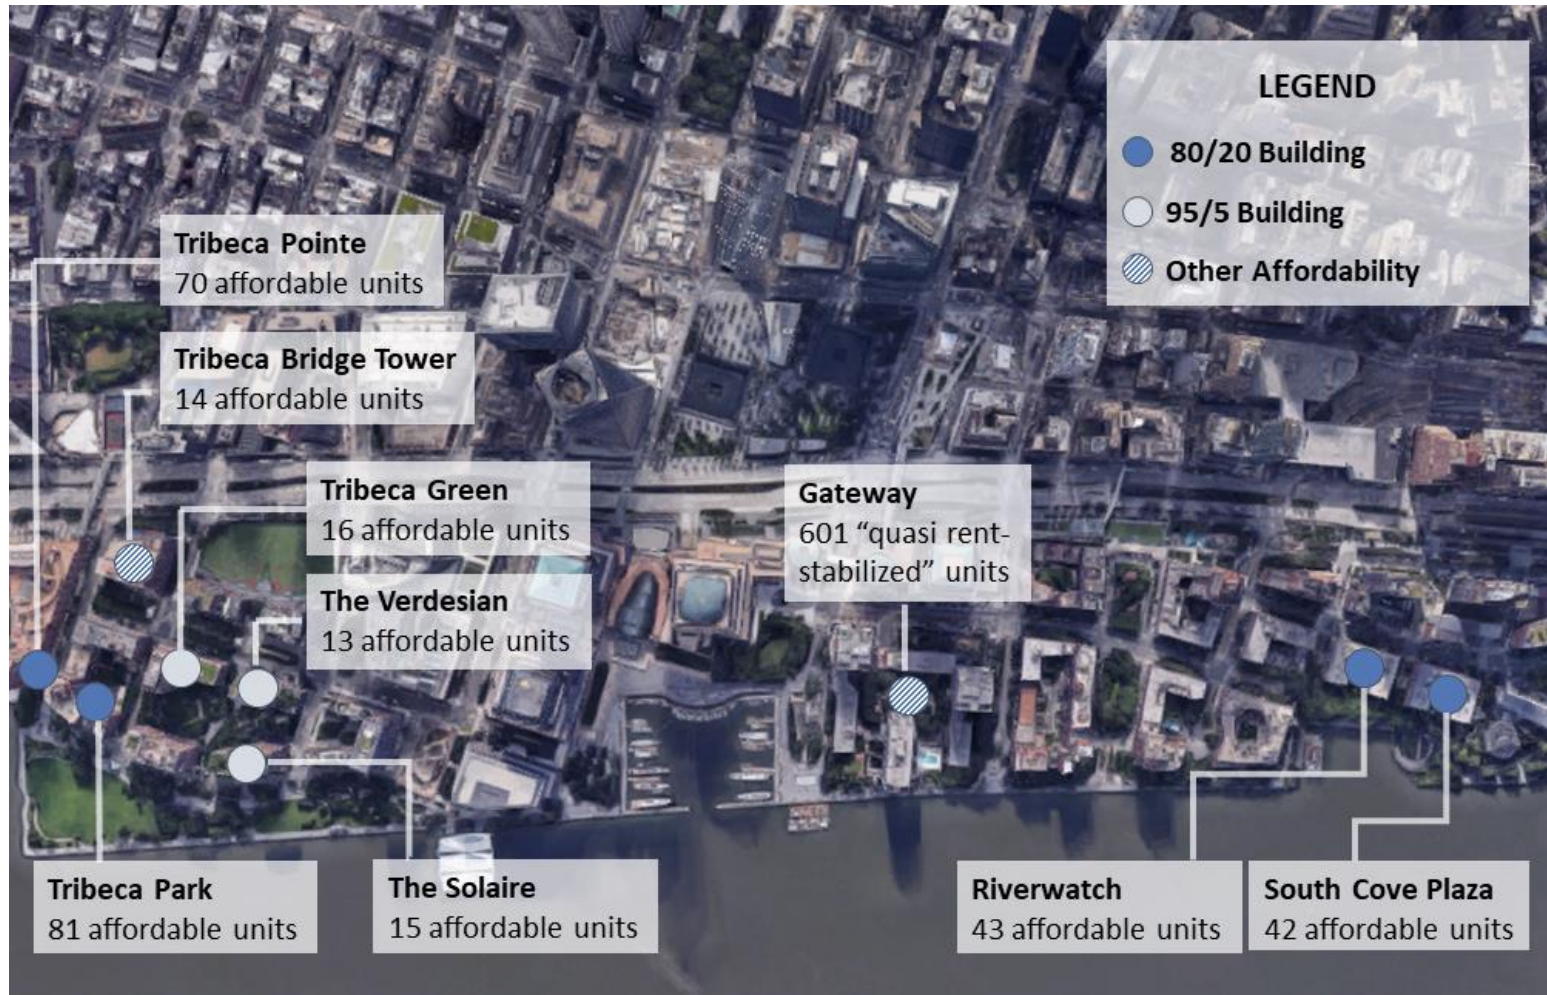 LEGEND
80/20 Building
95/5 Building
Other Affordability
Tribeca Pointe
70 affordable units
Tribeca Bridge Tower
14 affordable units
Tribeca Green
16 affordable units
The Verdesian
13 affordable units
Gateway
601 “quasi rent-
stabilized” units
Tribeca Park
81 affordable units
The Solaire
15 affordable units
Riverwatch
43 affordable units
South Cove Plaza
42 affordable units